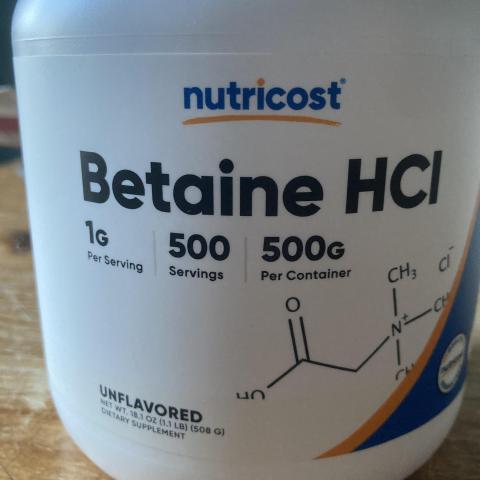 nutricost®
Betaine HCl
1G
Per Serving
500
Servings
500G
Per Container
CH₃
Cl⁻
O
N⁺
HO
UNFLAVORED
NET WT. 18.1 OZ (1.1 LB) (508 G)
DIETARY SUPPLEMENT